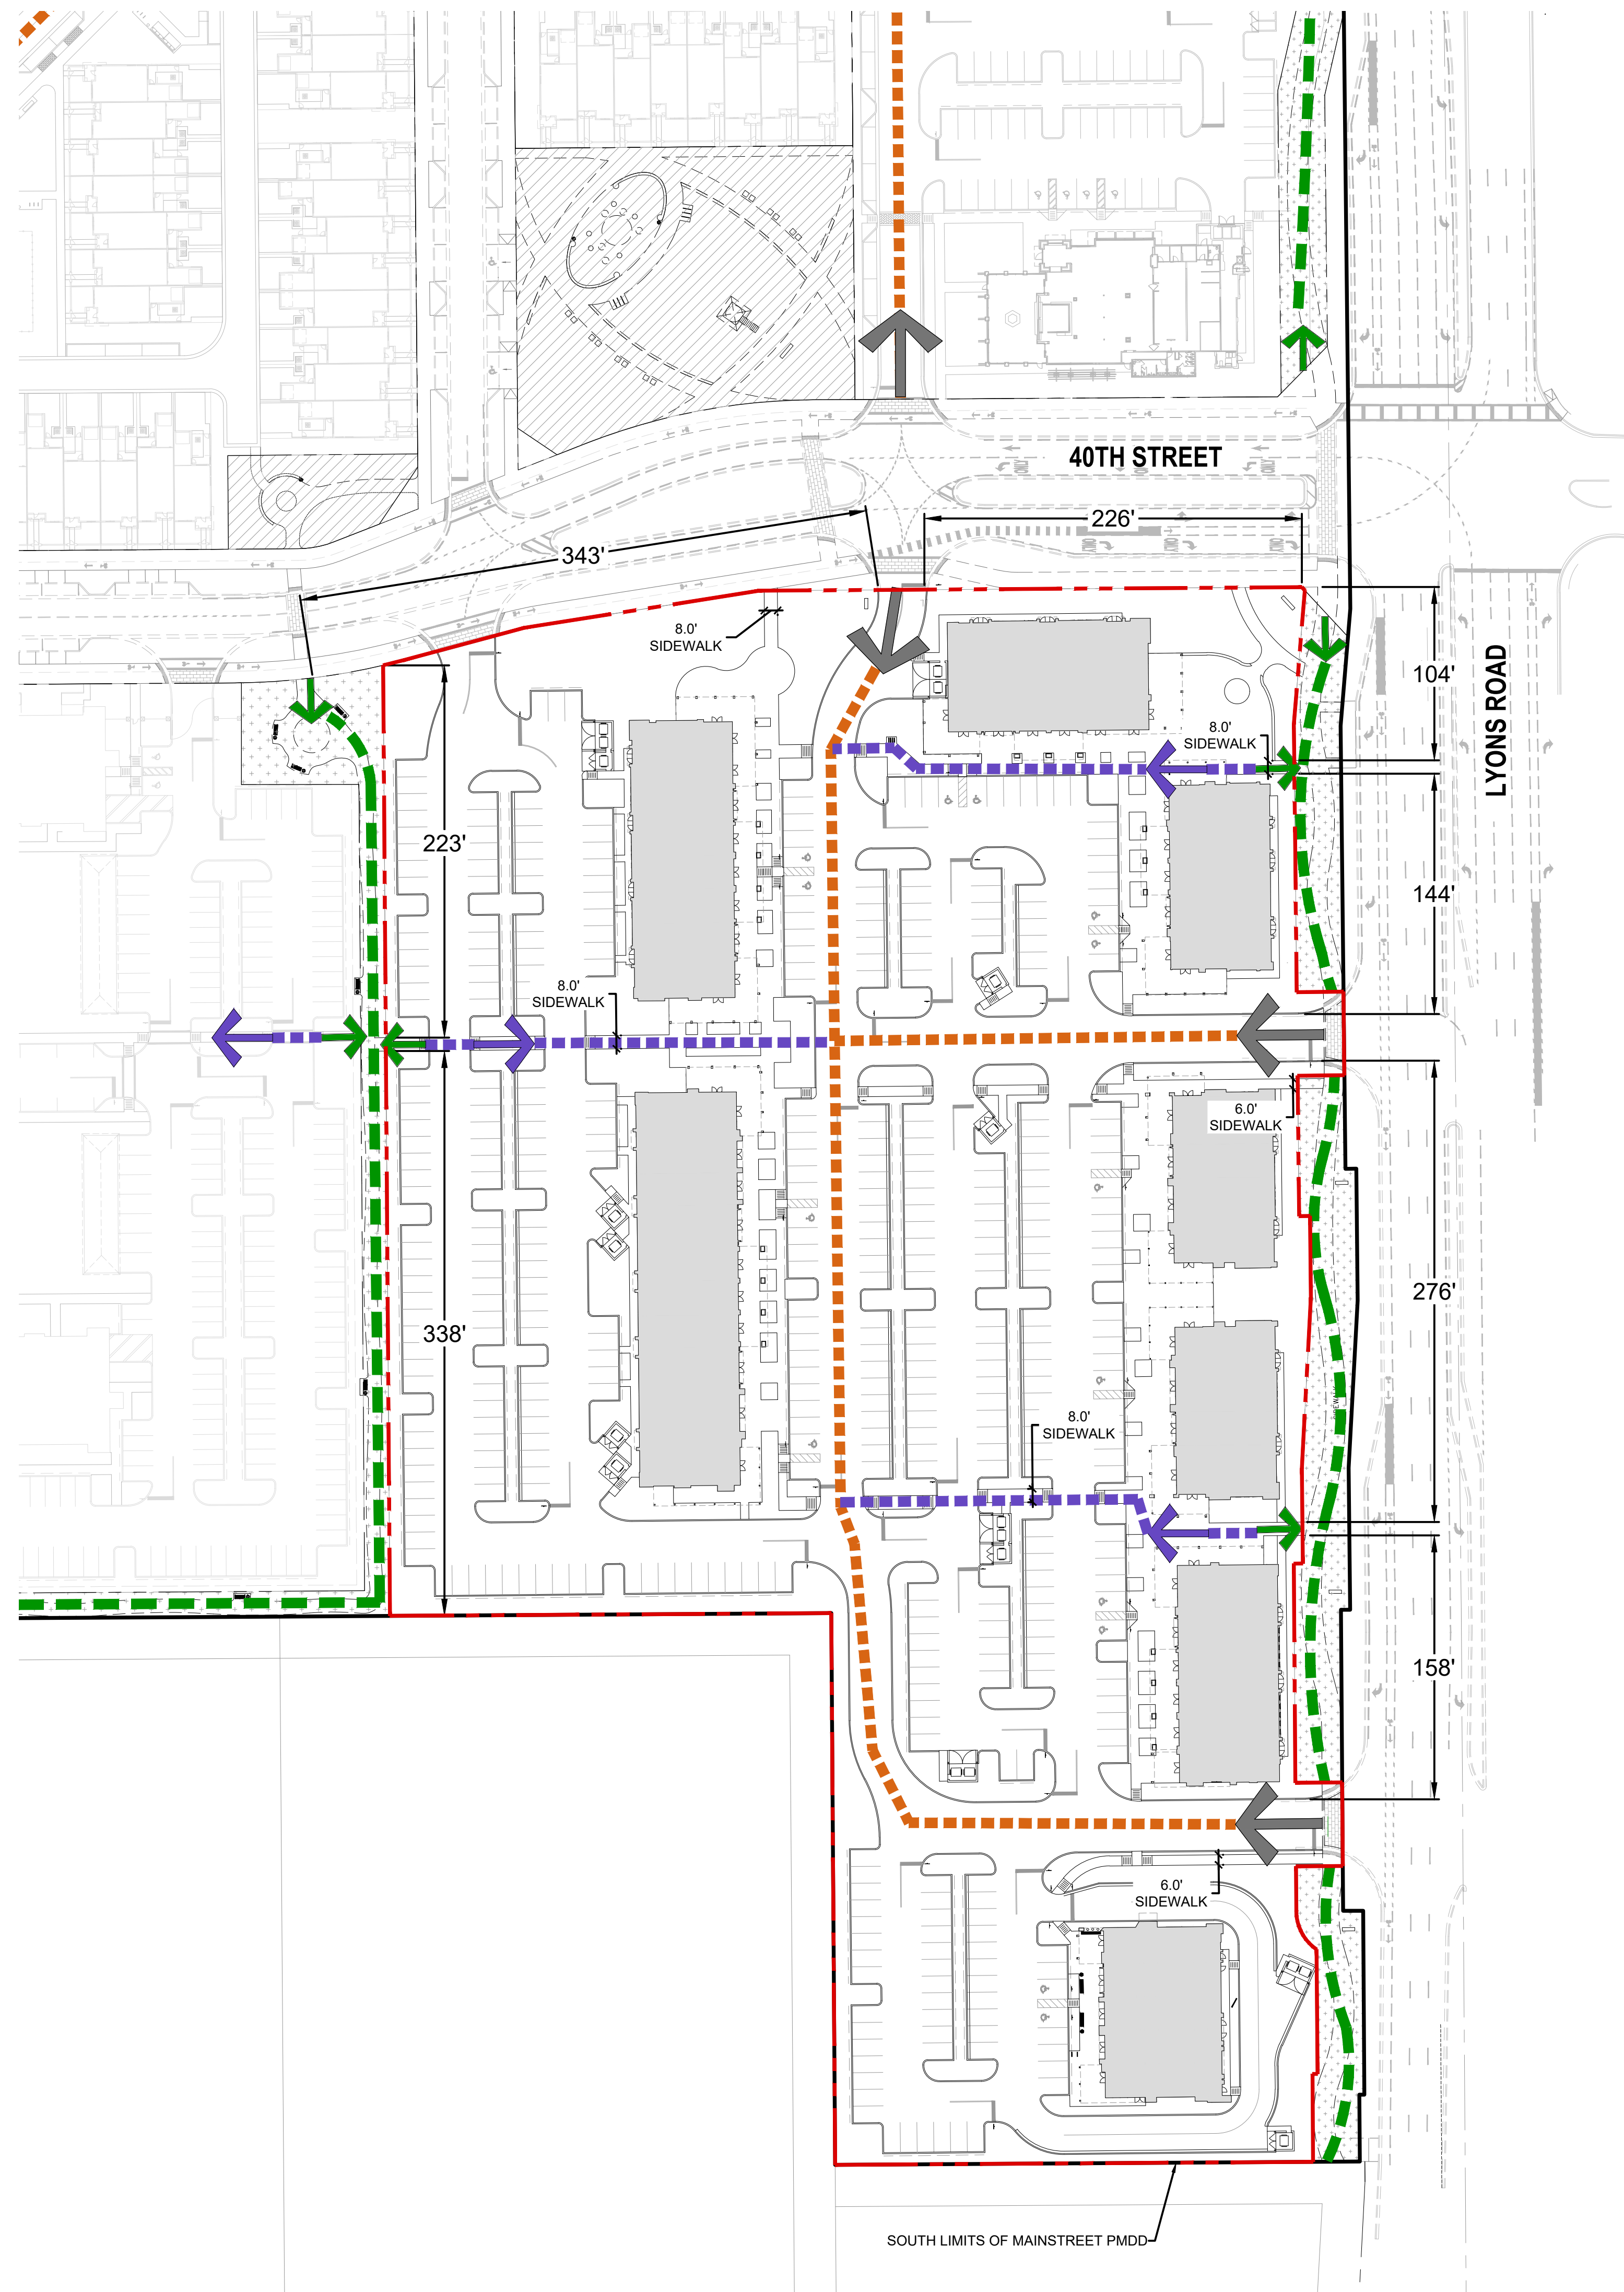 40TH STREET
226'
343'
8.0'
SIDEWALK
104'
LYONS ROAD
8.0'
SIDEWALK
223'
144'
8.0'
SIDEWALK
6.0'
SIDEWALK
276'
338'
8.0'
SIDEWALK
158'
6.0'
SIDEWALK
SOUTH LIMITS OF MAINSTREET PMDD